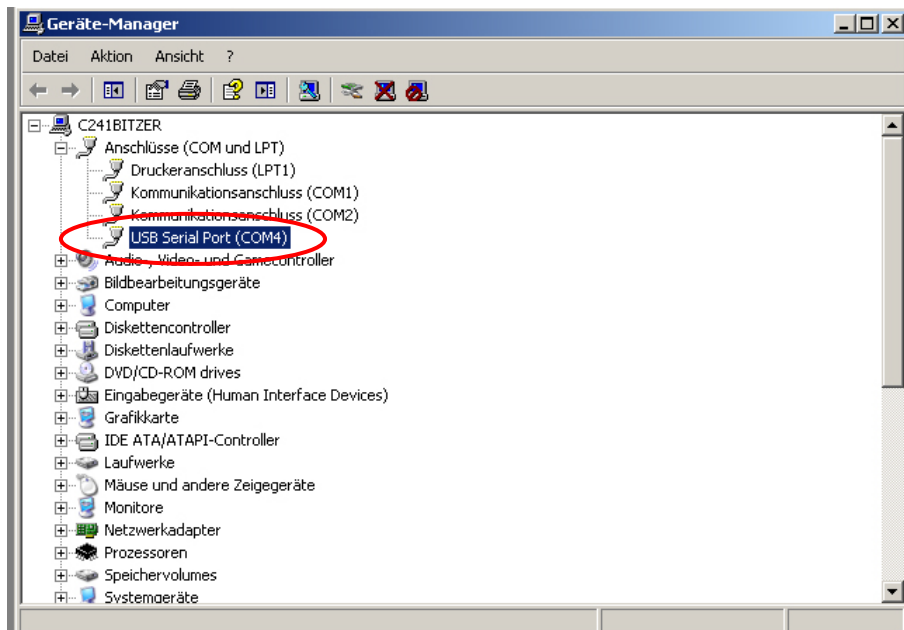 Geräte-Manager
Datei Aktion Ansicht ?
C241BITZER
Anschlüsse (COM und LPT)
Druckeranschluss (LPT1)
Kommunikationsanschluss (COM1)
Kommunikationsanschluss (COM2)
USB Serial Port (COM4)
Audio-, Video- und Gamecontroller
Bildbearbeitungsgeräte
Computer
Diskettencontroller
Diskettenlaufwerke
DVD/CD-ROM drives
Eingabegeräte (Human Interface Devices)
Grafikkarte
IDE ATA/ATAPI-Controller
Laufwerke
Mäuse und andere Zeigegeräte
Monitore
Netzwerkadapter
Prozessoren
Speichervolumes
Systemgeräte